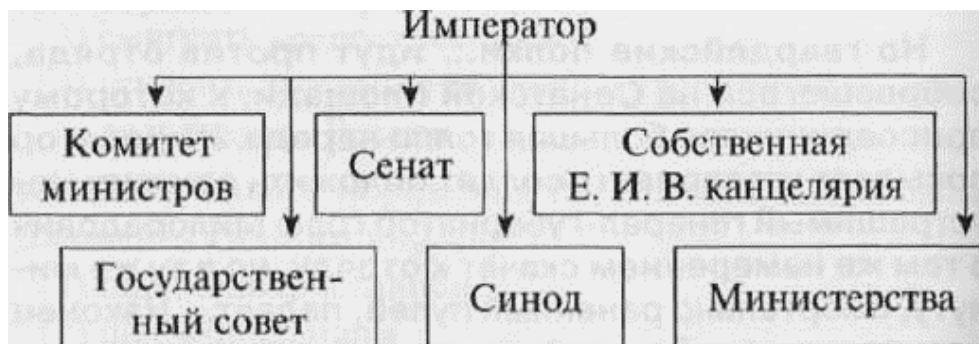 Император
Комитет
министров
Сенат
Собственная
Е. И. В. канцелярия
Государствен-
ный совет
Синод
Министерства